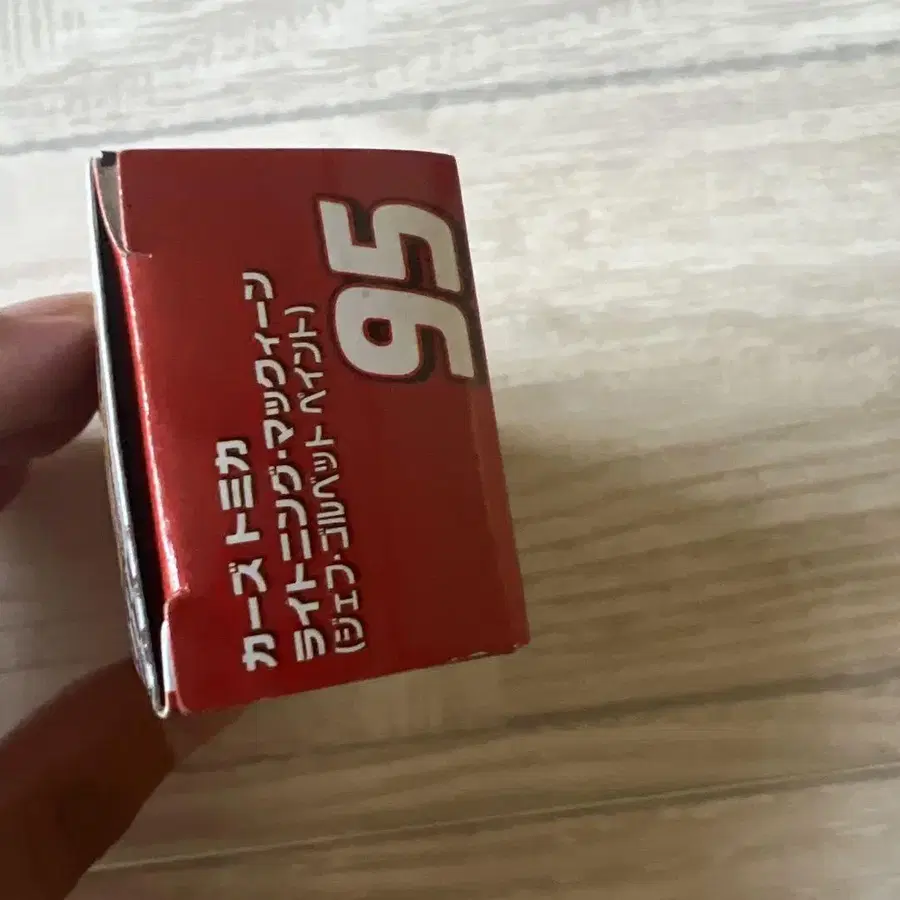 カーズ トミカ
ライトニング・マックィーン
(ジェフ・ゴルベット ペイント)
95